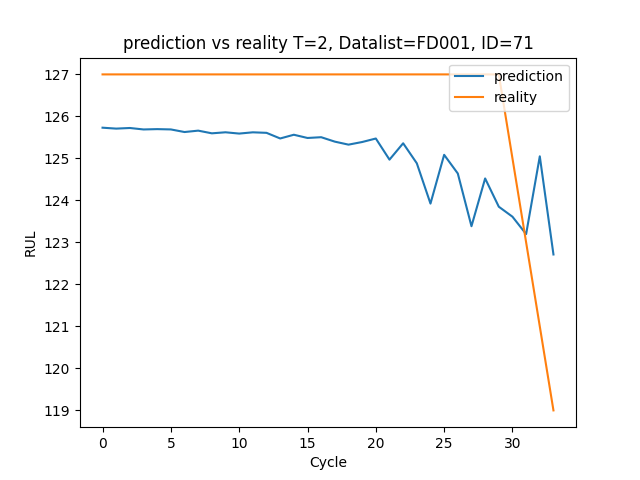 prediction vs reality T=2, Datalist=FD001, ID=71
prediction
reality
RUL
127
126
125
124
123
122
121
120
119
0 5 10 15 20 25 30
Cycle